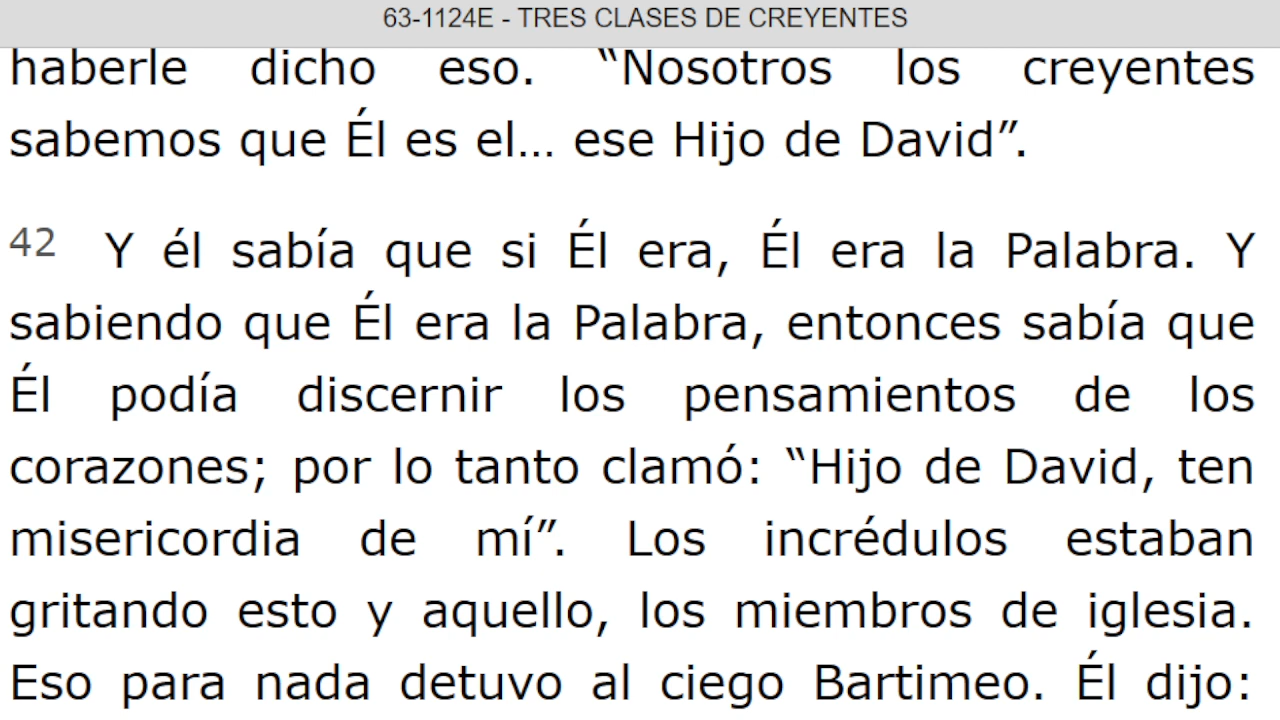 63-1124E - TRES CLASES DE CREYENTES
haberle dicho eso. “Nosotros los creyentes
sabemos que Él es el... ese Hijo de David”.
42 Y él sabía que si Él era, Él era la Palabra. Y
sabiendo que Él era la Palabra, entonces sabía que
Él podía discernir los pensamientos de los
corazones; por lo tanto clamó: “Hijo de David, ten
misericordia de mí”. Los incrédulos estaban
gritando esto y aquello, los miembros de iglesia.
Eso para nada detuvo al ciego Bartimeo. Él dijo: